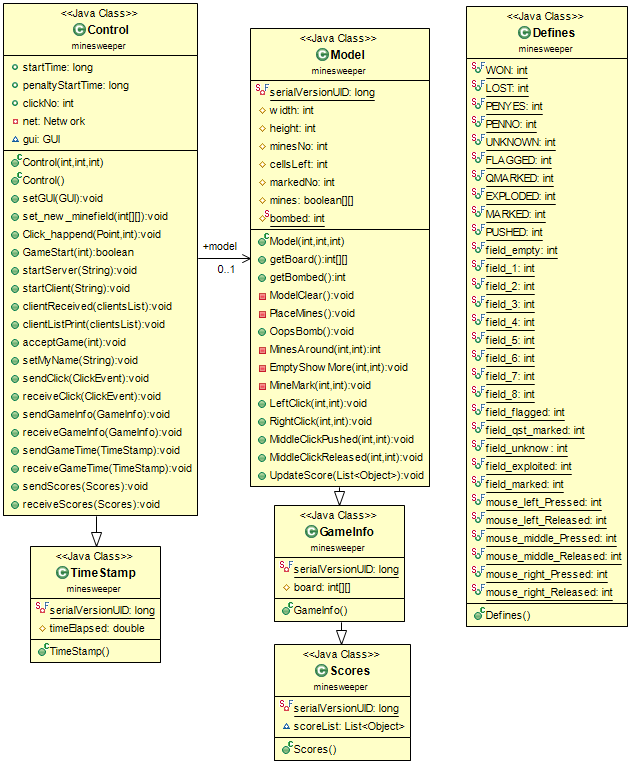 <<Java Class>>
Control
minesweeper
startTime: long
penaltyStartTime: long
clickNo: int
net: Network
gui: GUI
Control(int,int,int)
Control()
setGUI(GUI):void
set_new_minefield(int[][]):void
Click_happend(Point,int):void
GameStart(int):boolean
startServer(String):void
startClient(String):void
clientReceived(clientsList):void
clientListPrint(clientsList):void
acceptGame(int):void
setMyName(String):void
sendClick(ClickEvent):void
receiveClick(ClickEvent):void
sendGameInfo(GameInfo):void
receiveGameInfo(GameInfo):void
sendGameTime(TimeStamp):void
receiveGameTime(TimeStamp):void
sendScores(Scores):void
receiveScores(Scores):void
<<Java Class>>
TimeStamp
minesweeper
serialVersionUID: long
timeElapsed: double
TimeStamp()
+model
0..1
<<Java Class>>
Model
minesweeper
serialVersionUID: long
width: int
height: int
minesNo: int
cellsLeft: int
markedNo: int
mines: boolean[][]
bombed: int
Model(int,int,int)
getBoard():int[][]
getBombed():int
ModelClear():void
PlaceMines():void
OopsBomb():void
MinesAround(int,int):int
EmptyShowMore(int,int):void
MineMark(int,int):void
LeftClick(int,int):void
RightClick(int,int):void
MiddleClickPushed(int,int):void
MiddleClickReleased(int,int):void
UpdateScore(List<Object>):void
<<Java Class>>
GameInfo
minesweeper
serialVersionUID: long
board: int[][]
GameInfo()
<<Java Class>>
Scores
minesweeper
serialVersionUID: long
scoreList: List<Object>
Scores()
<<Java Class>>
Defines
minesweeper
WON: int
LOST: int
PENYES: int
PENNO: int
UNKNOWN: int
FLAGGED: int
QMARKED: int
EXPLODED: int
MARKED: int
PUSHED: int
field_empty: int
field_1: int
field_2: int
field_3: int
field_4: int
field_5: int
field_6: int
field_7: int
field_8: int
field_flagged: int
field_qst_marked: int
field_unknow: int
field_exploited: int
field_marked: int
mouse_left_Pressed: int
mouse_left_Released: int
mouse_middle_Pressed: int
mouse_middle_Released: int
mouse_right_Pressed: int
mouse_right_Released: int
Defines()